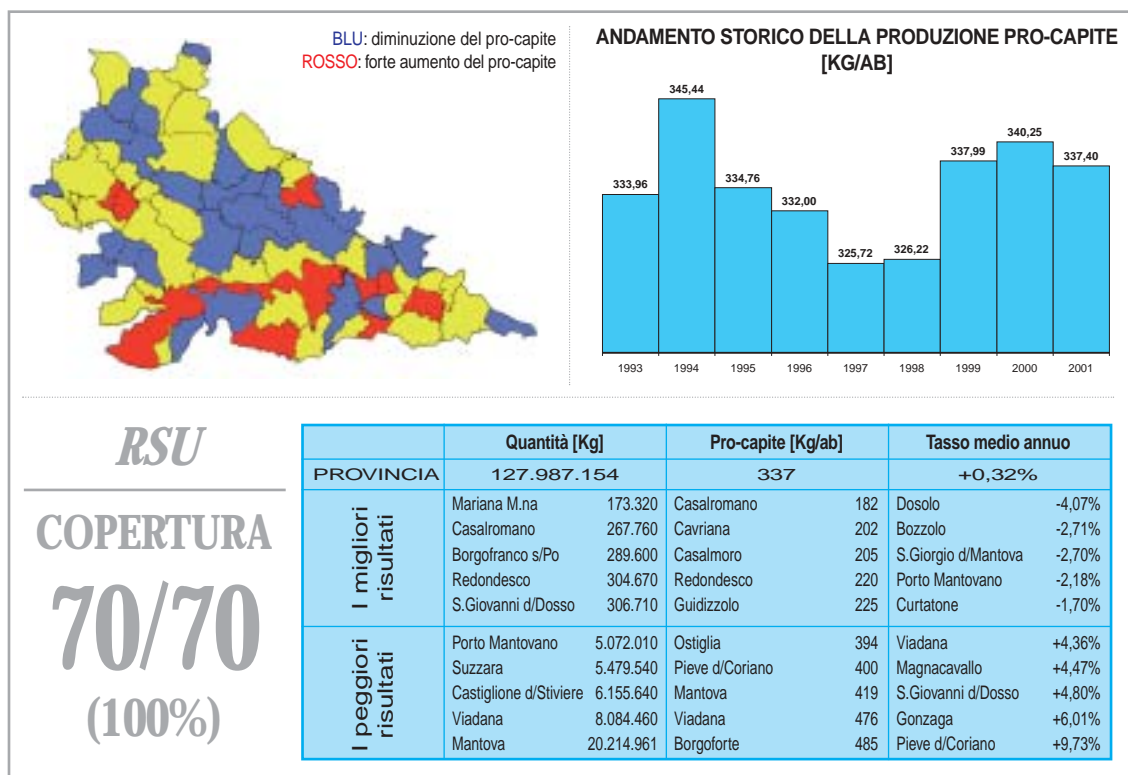 BLU: diminuzione del pro-capite
ROSSO: forte aumento del pro-capite
ANDAMENTO STORICO DELLA PRODUZIONE PRO-CAPITE
[KG/AB]
333,96
345,44
334,76
332,00
325,72
326,22
337,99
340,25
337,40
1993 1994 1995 1996 1997 1998 1999 2000 2001
RSU
COPERTURA
70/70
(100%)
Quantità [Kg] Pro-capite [Kg/ab] Tasso medio annuo
PROVINCIA 127.987.154 337 +0,32%
I migliori
risultati
Mariana M.na 173.320 Casalromano 182 Dosolo -4,07%
Casalromano 267.760 Cavriana 202 Bozzolo -2,71%
Borgofranco s/Po 289.600 Casalmoro 205 S.Giorgio d/Mantova -2,70%
Redondesco 304.670 Redondesco 220 Porto Mantovano -2,18%
S.Giovanni d/Dosso 306.710 Guidizzolo 225 Curtatone -1,70%
I peggiori
risultati
Porto Mantovano 5.072.010 Ostiglia 394 Viadana +4,36%
Suzzara 5.479.540 Pieve d/Coriano 400 Magnacavallo +4,47%
Castiglione d/Stiviere 6.155.640 Mantova 419 S.Giovanni d/Dosso +4,80%
Viadana 8.084.460 Viadana 476 Gonzaga +6,01%
Mantova 20.214.961 Borgoforte 485 Pieve d/Coriano +9,73%